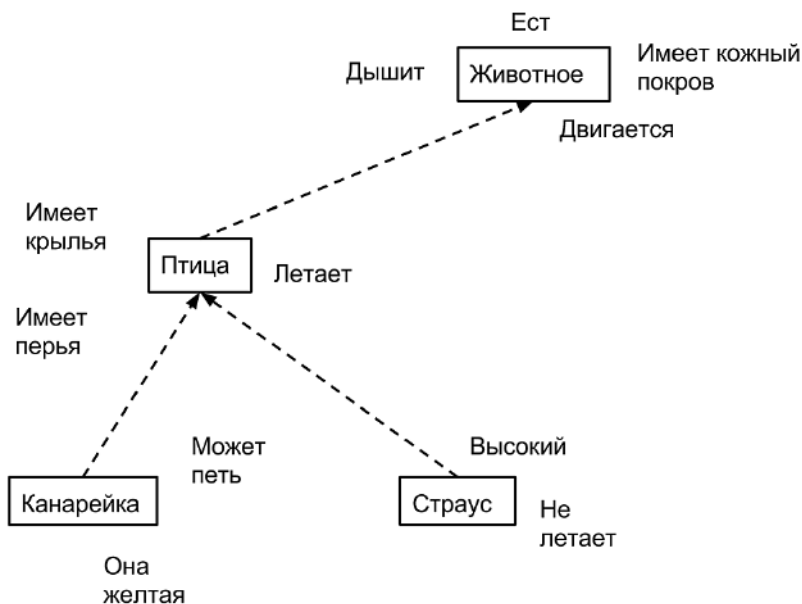 Ест
Дышит
Животное
Имеет кожный
покров
Двигается
Имеет
крылья
Птица
Летает
Имеет
перья
Может
петь
Высокий
Канарейка
Страус
Не
летает
Она
желтая